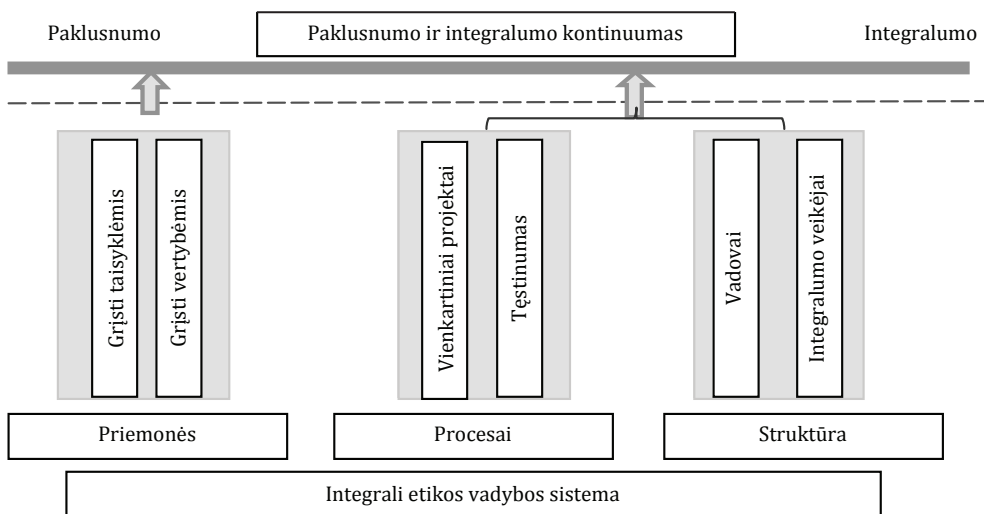 Paklusnumo
Paklusnumo ir integralumo kontinuumas
Integralumo
Grįsti taisyklėmis
Grįsti vertybėmis
Vienkartiniai projektai
Tęstinumas
Vadovai
Integralumo veikėjai
Priemonės
Procesai
Struktūra
Integrali etikos vadybos sistema